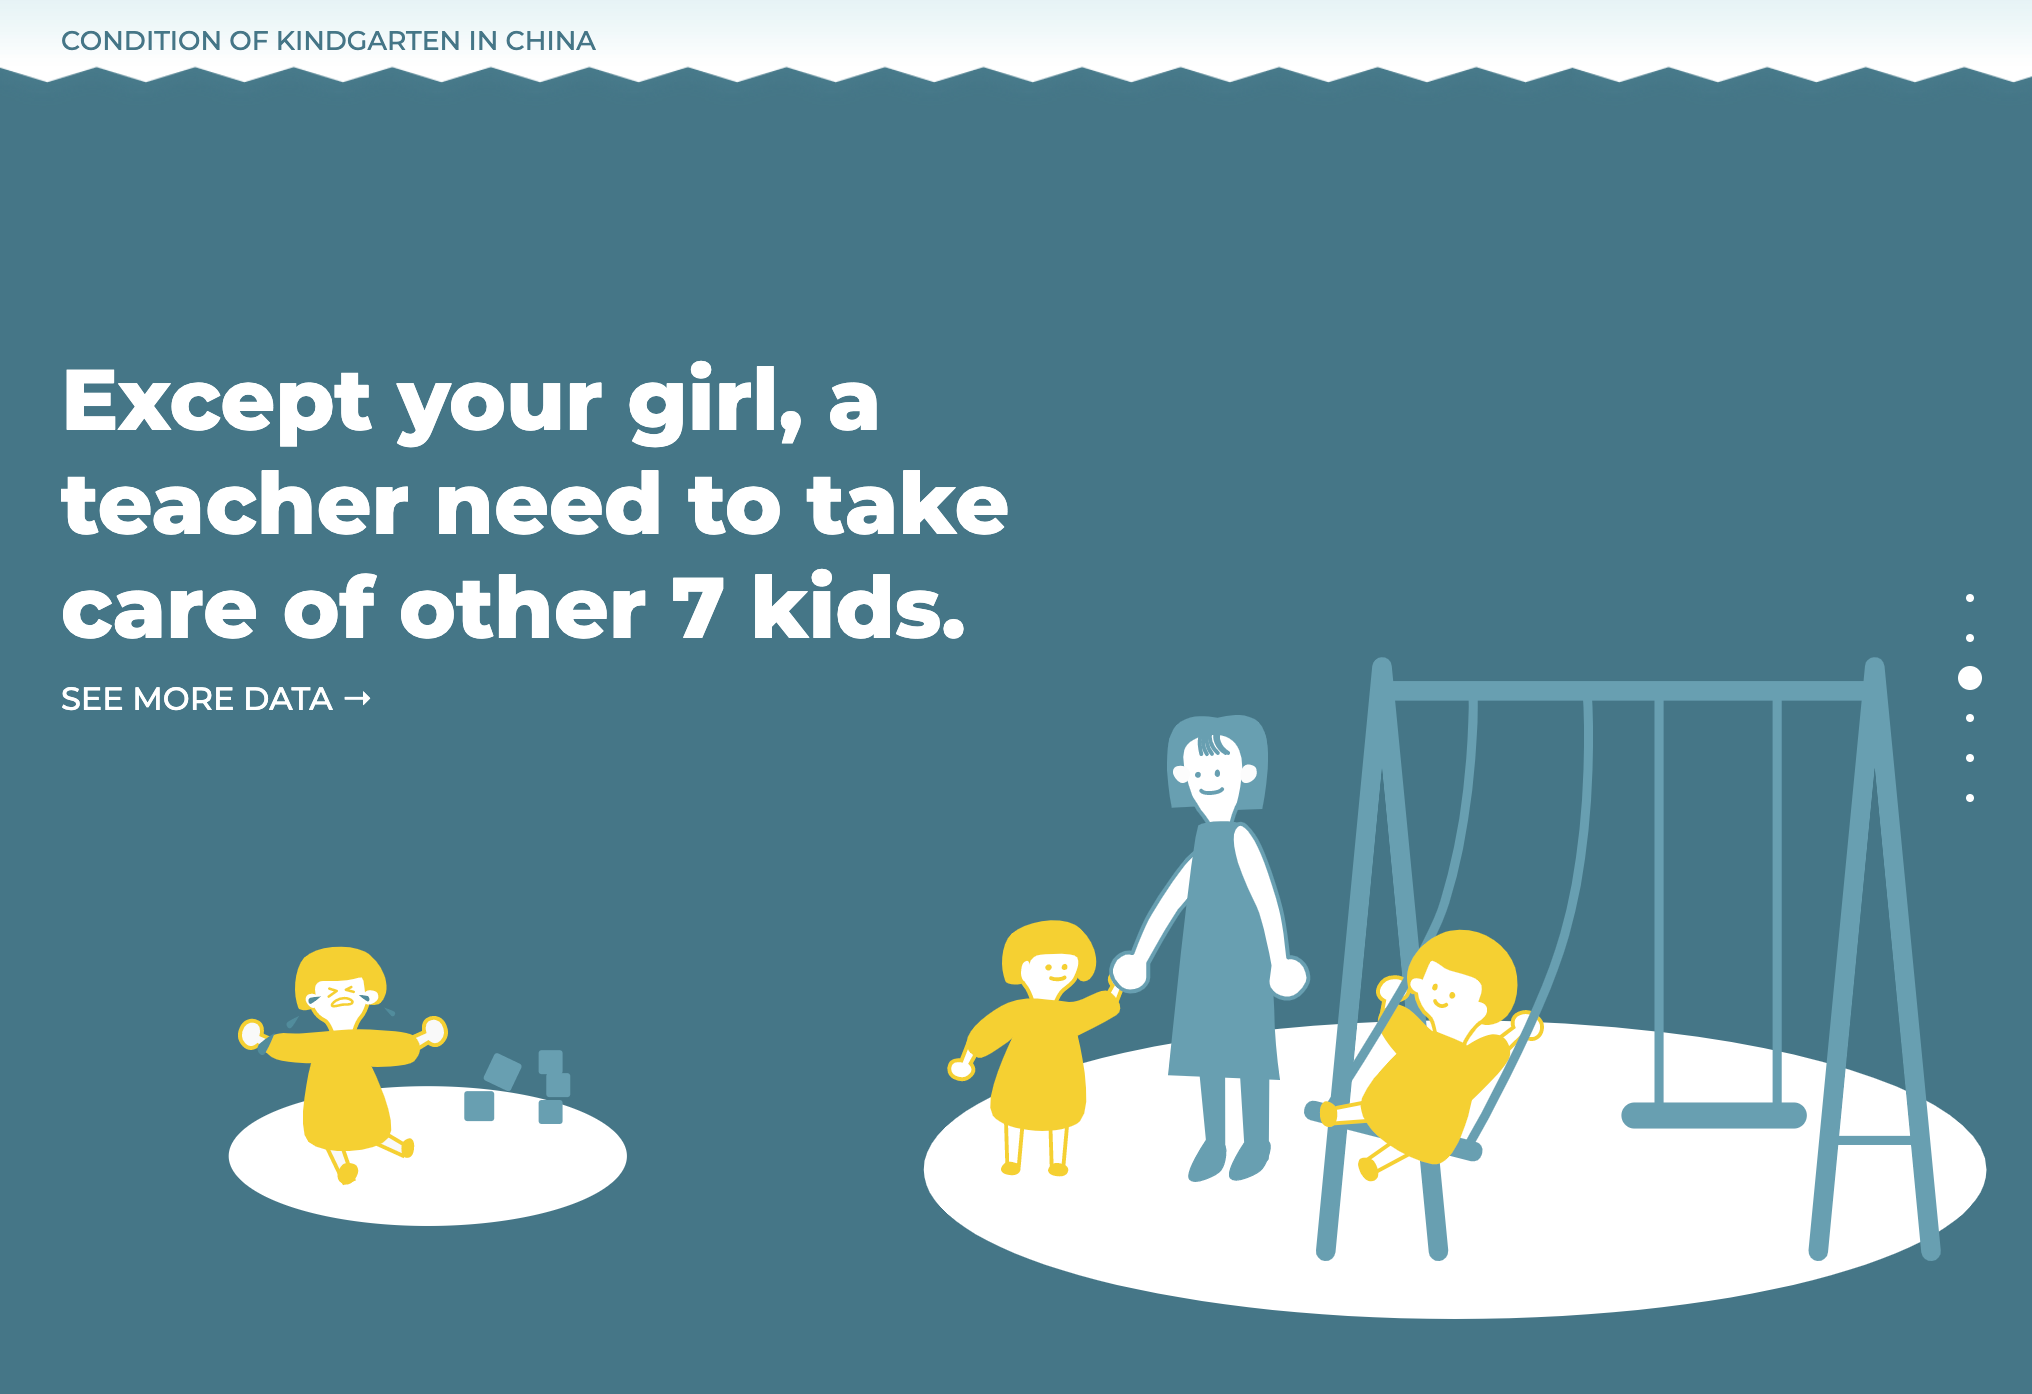 CONDITION OF KINDGARTEN IN CHINA
Except your girl, a
teacher need to take
care of other 7 kids.
SEE MORE DATA →